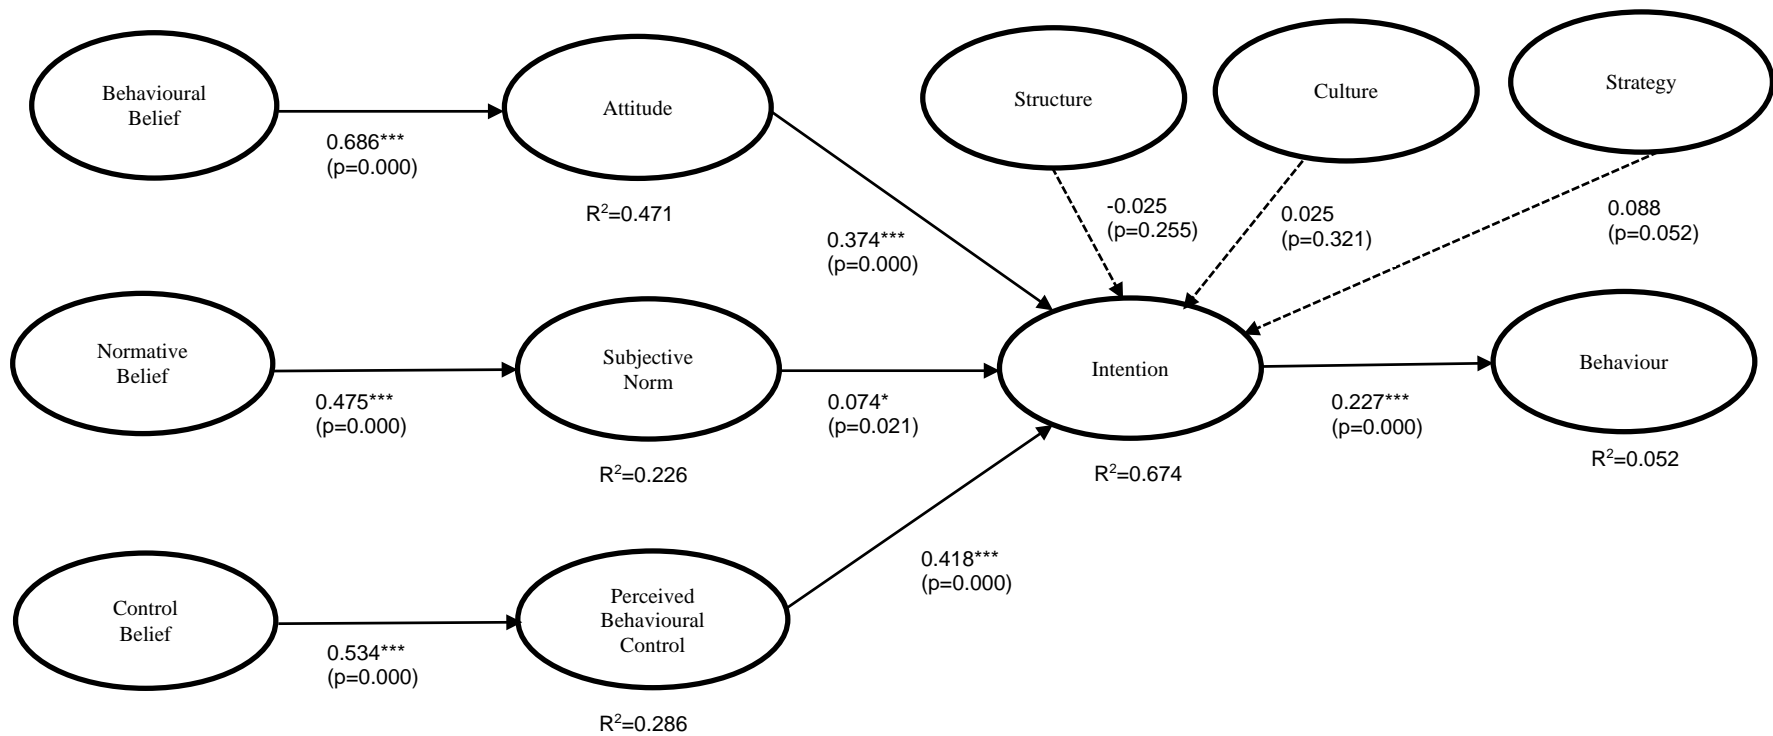 Behavioural
Belief
0.686***
(p=0.000)
Attitude
R²=0.471
0.374***
(p=0.000)
Structure
-0.025
(p=0.255)
Culture
0.025
(p=0.321)
Strategy
0.088
(p=0.052)
Normative
Belief
0.475***
(p=0.000)
Subjective
Norm
R²=0.226
0.074*
(p=0.021)
Intention
R²=0.674
0.227***
(p=0.000)
Behaviour
R²=0.052
Control
Belief
0.534***
(p=0.000)
Perceived
Behavioural
Control
R²=0.286
0.418***
(p=0.000)